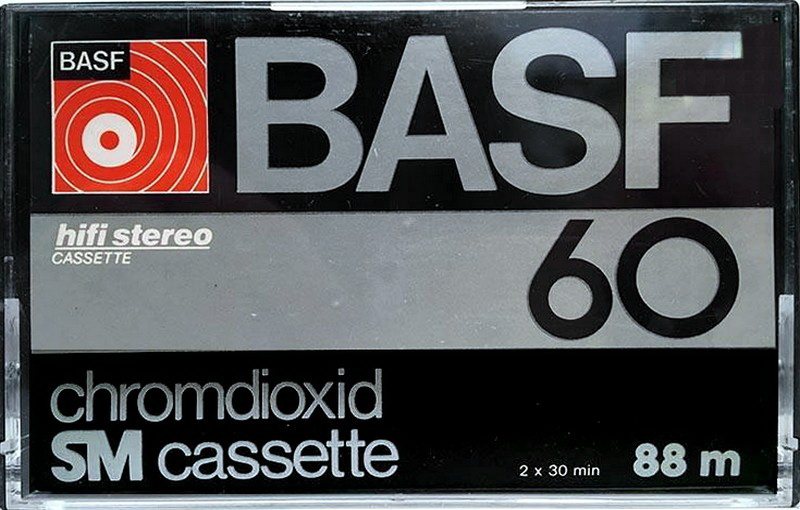 BASF
BASF
hifi stereo
CASSETTE
60
chromdioxid
SM cassette
2 x 30 min
88 m